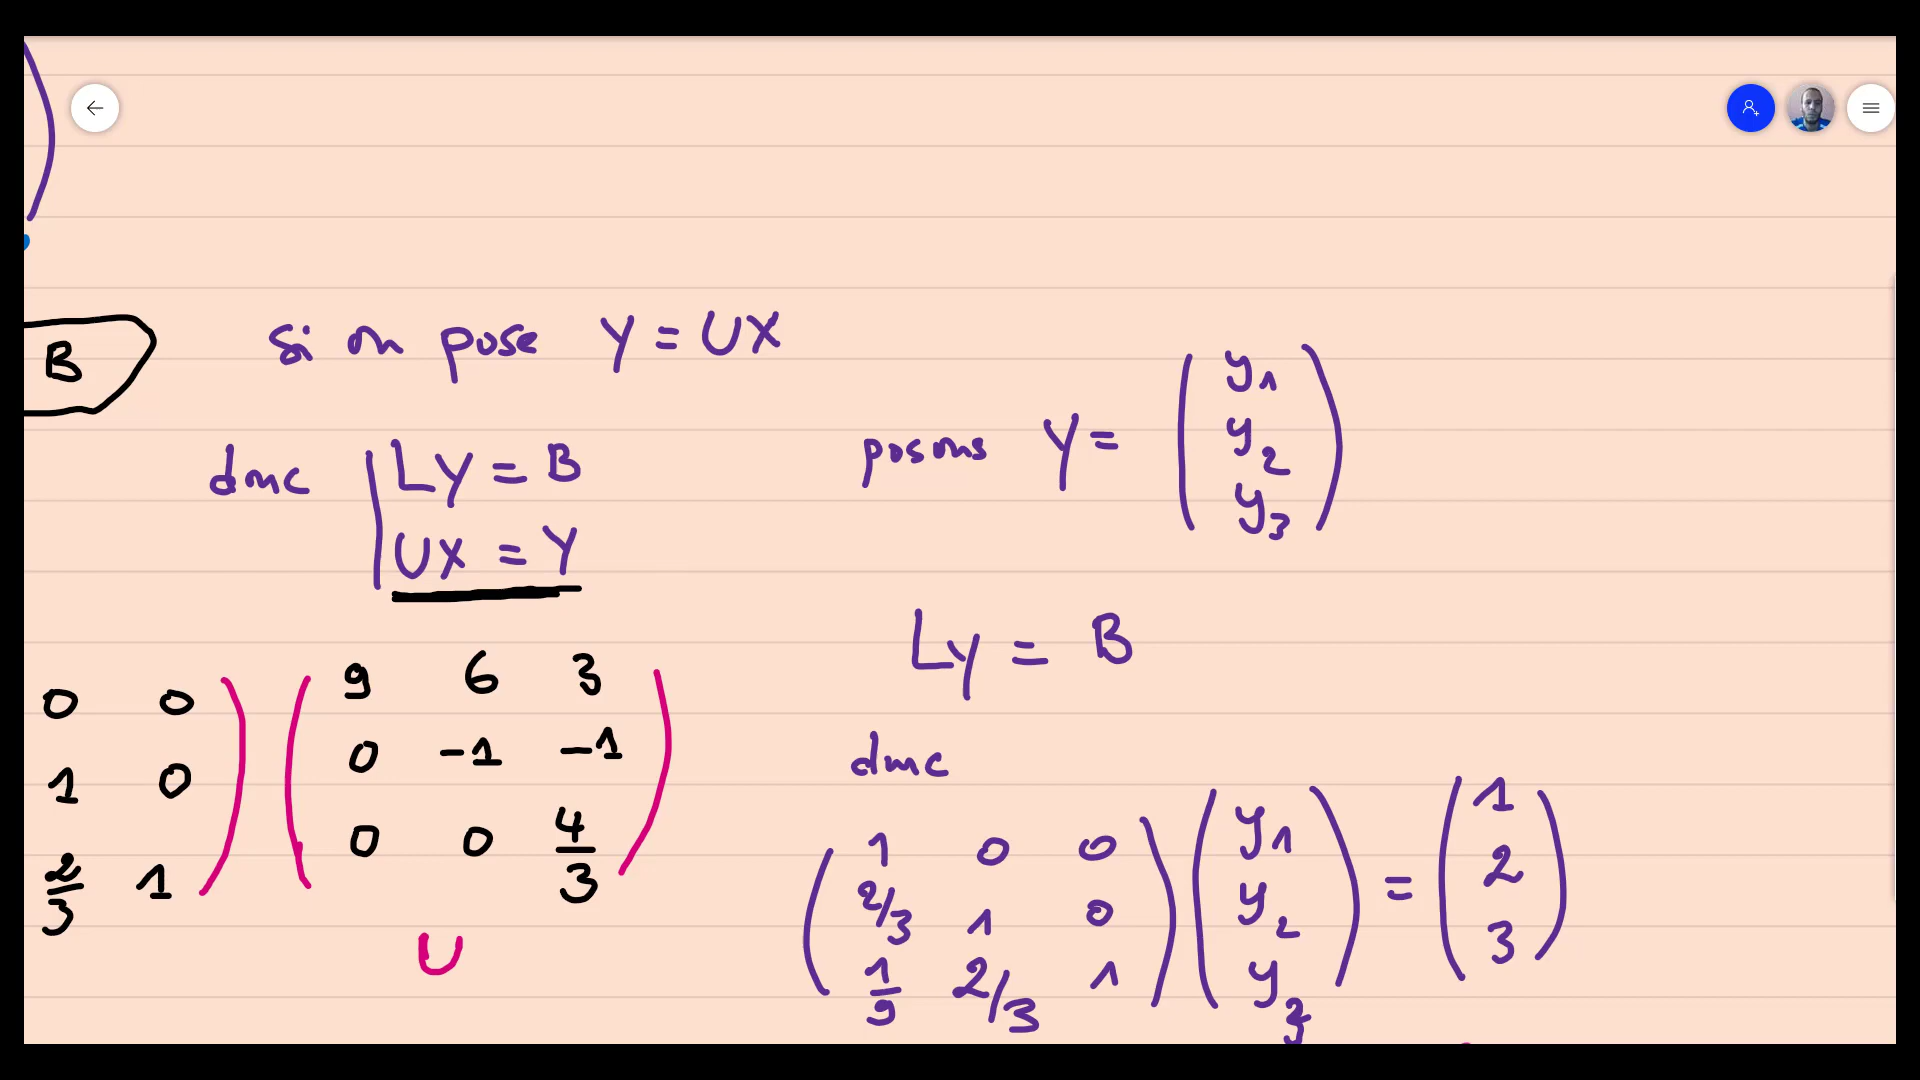 B
si on pose Y = UX
donc LY = B
UX = Y
posons Y = ( y1 y2 y3 )
LY = B
donc
0 0
1 0
2/3 1
9 6 3
0 -1 -1
0 0 4/3
U
1 0 0
2/3 1 0
1/9 2/3 1
y1
y2
y3
=
1
2
3